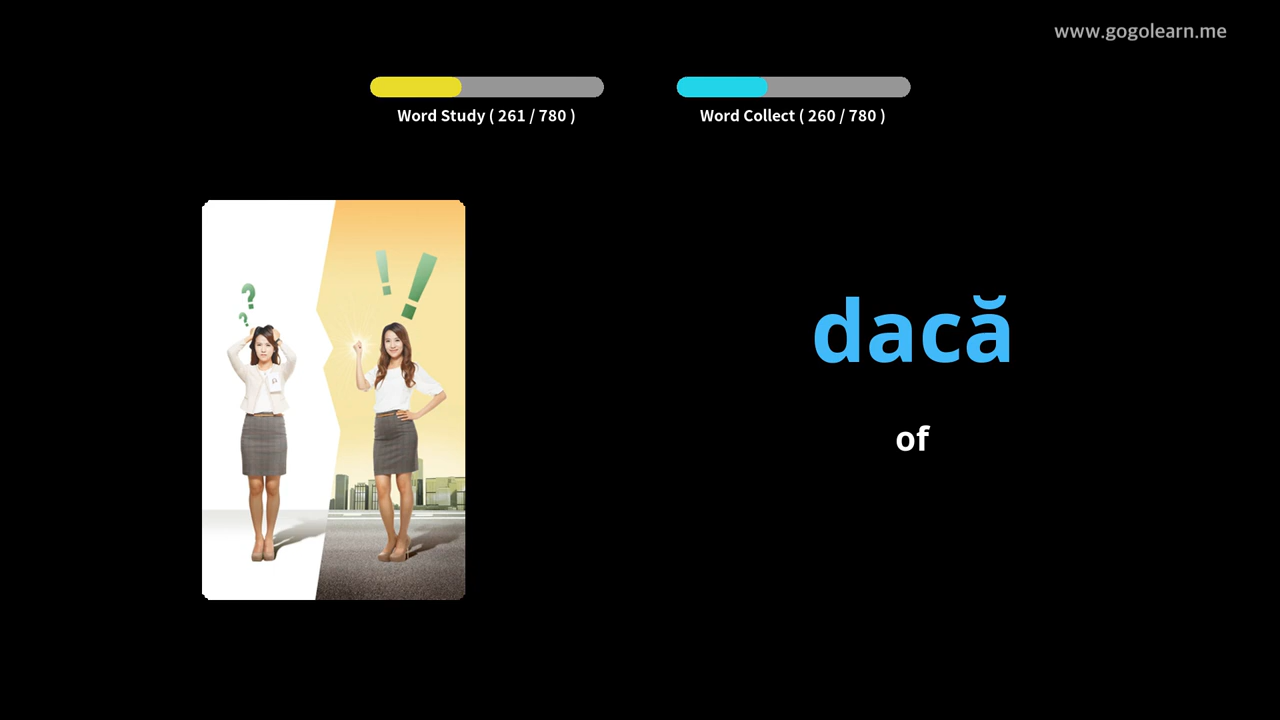 www.gogolearn.me
Word Study ( 261 / 780 )
Word Collect ( 260 / 780 )
? !!
?
dacă
of